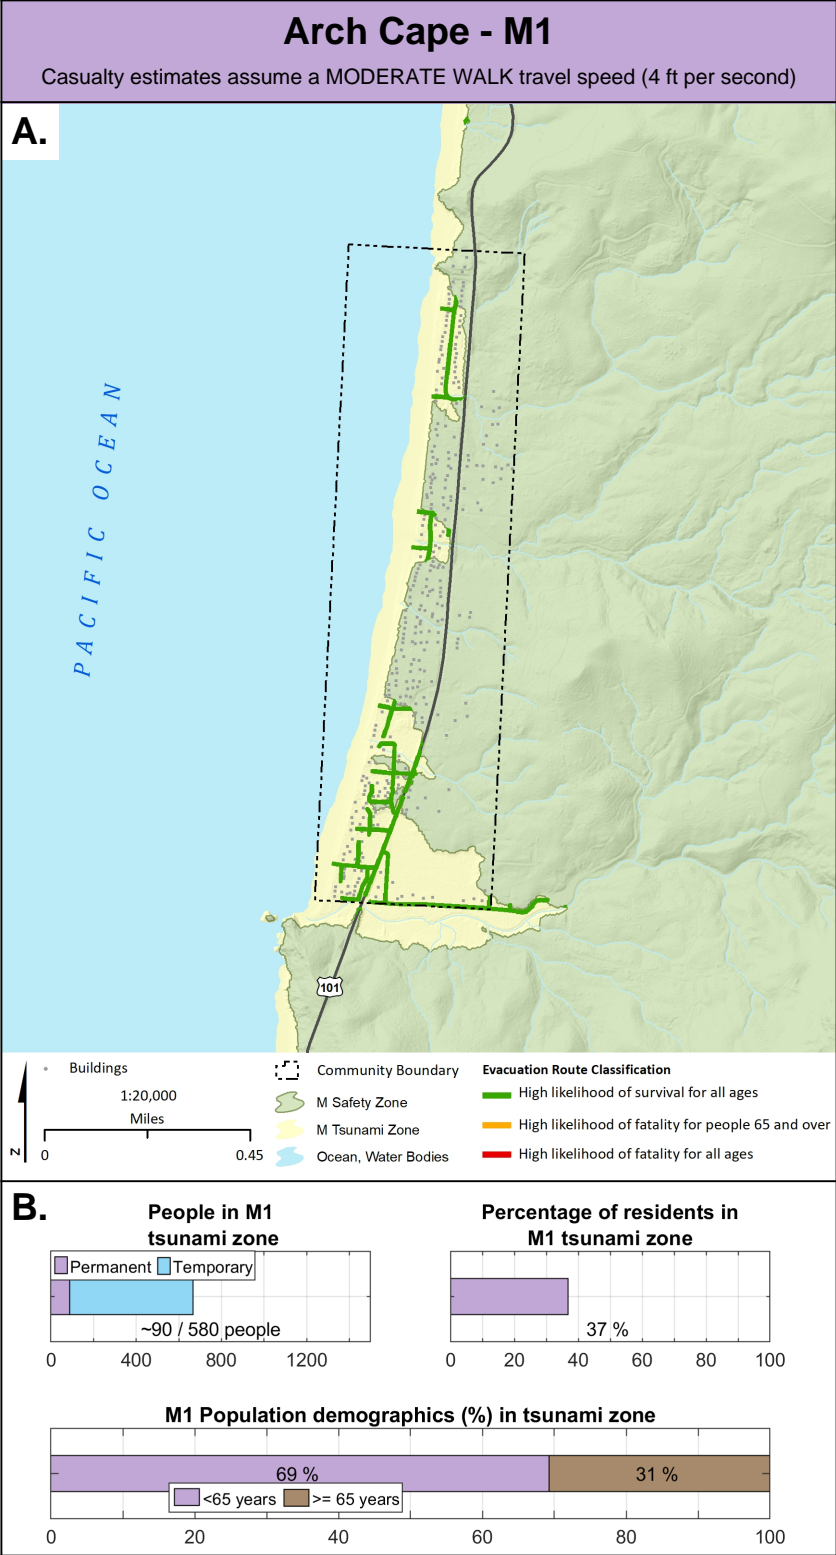 Arch Cape - M1
Casualty estimates assume a MODERATE WALK travel speed (4 ft per second)
A.
PACIFIC OCEAN
101
N
Buildings
1:20,000
Miles
0 0.45
Community Boundary
M Safety Zone
M Tsunami Zone
Ocean, Water Bodies
Evacuation Route Classification
High likelihood of survival for all ages
High likelihood of fatality for people 65 and over
High likelihood of fatality for all ages
B.
People in M1
tsunami zone
Permanent Temporary
~90 / 580 people
0 400 800 1200
Percentage of residents in
M1 tsunami zone
37 %
0 20 40 60 80 100
M1 Population demographics (%) in tsunami zone
69 % 31 %
<65 years >= 65 years
0 20 40 60 80 100